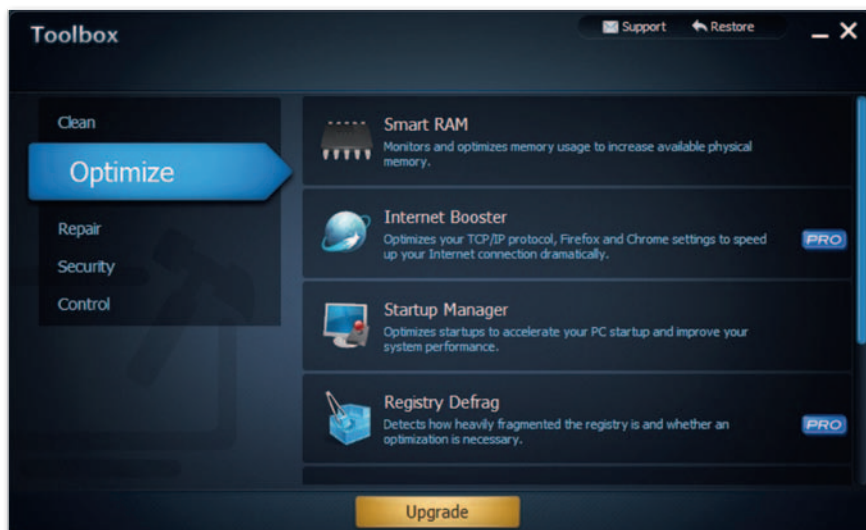 Toolbox
Support
Restore
Clean
Optimize
Repair
Security
Control
Smart RAM
Monitors and optimizes memory usage to increase available physical
memory.
Internet Booster
Optimizes your TCP/IP protocol, Firefox and Chrome settings to speed
up your Internet connection dramatically.
PRO
Startup Manager
Optimizes startups to accelerate your PC startup and improve your
system performance.
Registry Defrag
Detects how heavily fragmented the registry is and whether an
optimization is necessary.
PRO
Upgrade